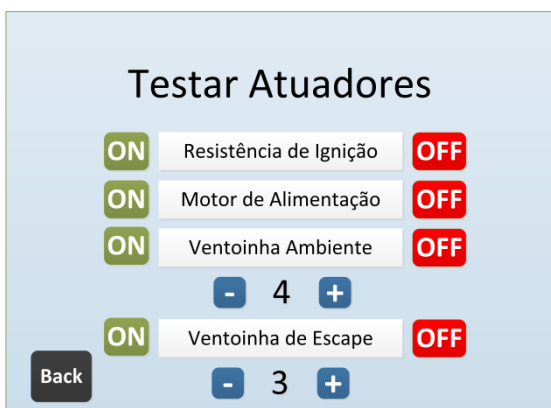 Testar Atuadores
ON Resistência de Ignição OFF
ON Motor de Alimentação OFF
ON Ventoinha Ambiente OFF
- 4 +
ON Ventoinha de Escape OFF
Back - 3 +